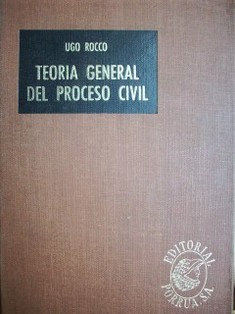 UGO ROCCO
TEORIA GENERAL
DEL PROCESO CIVIL
EDITORIAL
PORRUA, S.A.